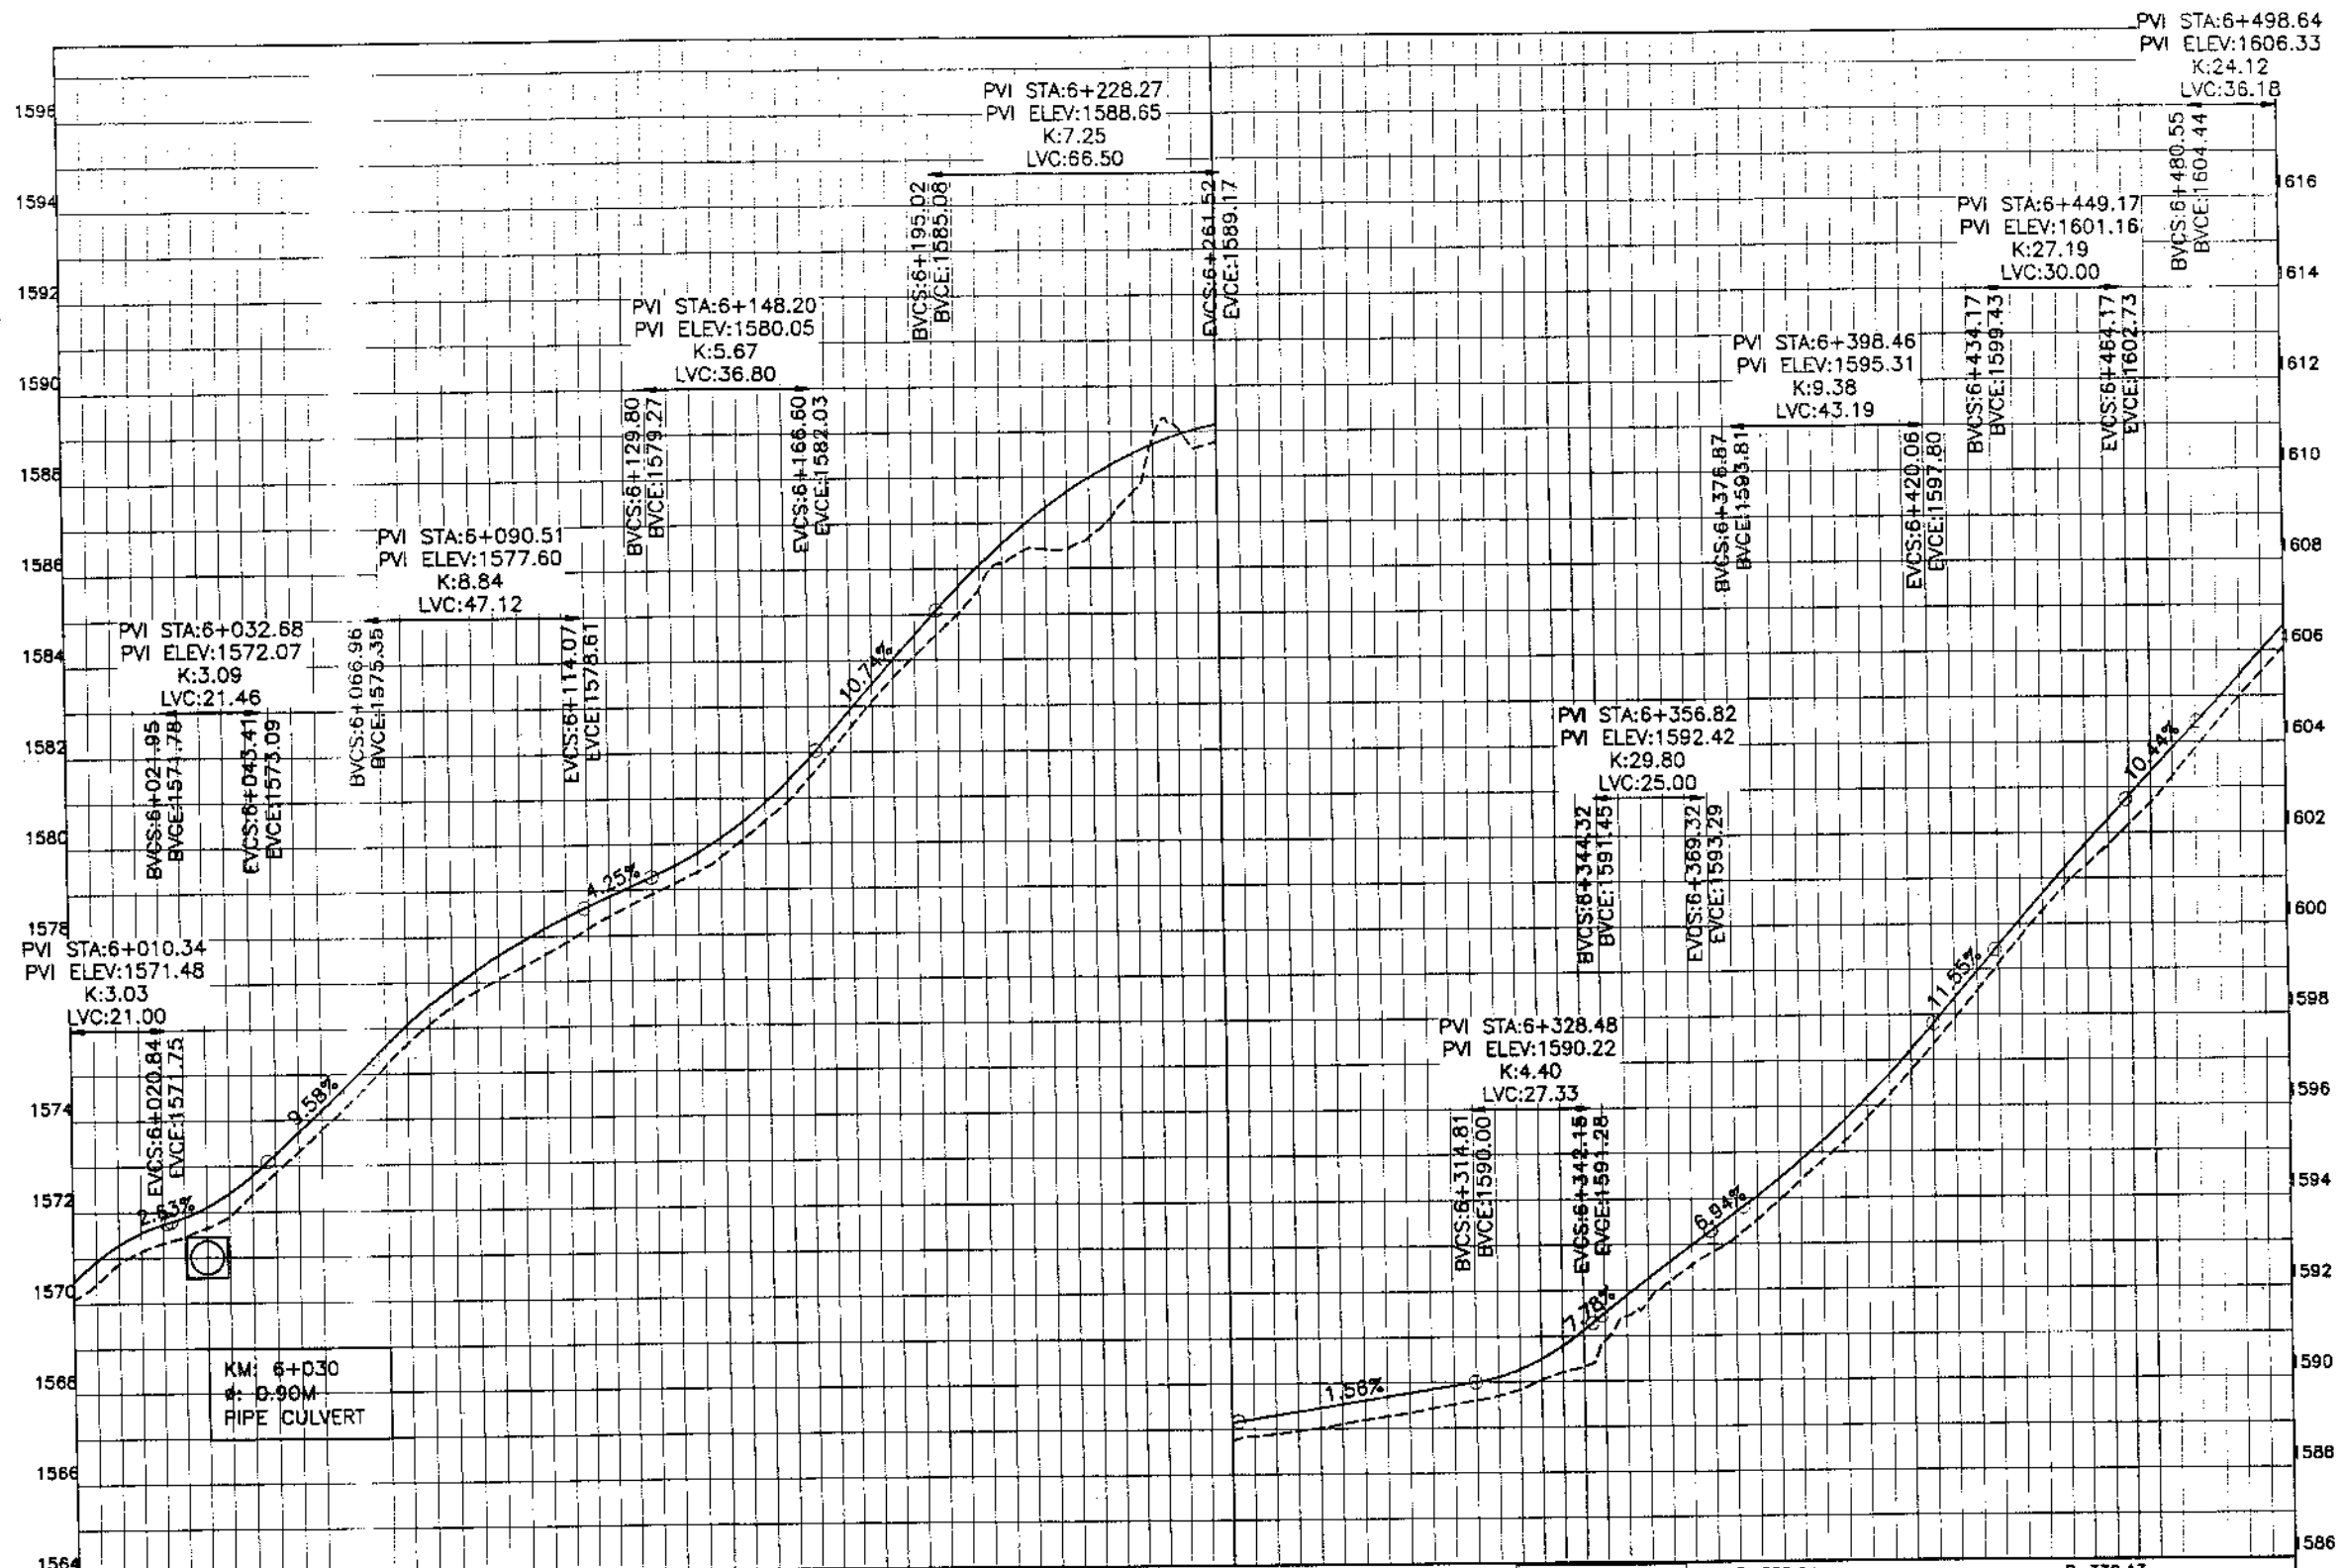 PVI STA:6+498.64
PVI ELEV:1606.33
K:24.12
LVC:36.18
BVCS:6+480.55
BVCE:1604.44
PVI STA:6+228.27
PVI ELEV:1588.65
K:7.25
LVC:66.50
BVCS:6+195.02
BVCE:1585.08
EVCS:6+261.52
EVCE:1589.17
PVI STA:6+449.17
PVI ELEV:1601.16
K:27.19
LVC:30.00
BVCS:6+434.17
BVCE:1599.43
EVCS:6+464.17
EVCE:1602.73
PVI STA:6+148.20
PVI ELEV:1580.05
K:5.67
LVC:36.80
BVCS:6+129.80
BVCE:1579.27
EVCS:6+166.60
EVCE:1582.03
PVI STA:6+398.46
PVI ELEV:1595.31
K:9.38
LVC:43.19
BVCS:6+376.87
BVCE:1593.81
EVCS:6+420.06
EVCE:1597.80
PVI STA:6+090.51
PVI ELEV:1577.60
K:8.84
LVC:47.12
BVCS:6+066.96
BVCE:1575.35
EVCS:6+114.07
EVCE:1578.61
PVI STA:6+032.68
PVI ELEV:1572.07
K:3.09
LVC:21.46
BVCS:6+021.95
BVCE:1571.78
EVCS:6+043.41
EVCE:1573.09
PVI STA:6+356.82
PVI ELEV:1592.42
K:29.80
LVC:25.00
BVCS:6+344.32
BVCE:1591.45
EVCS:6+369.32
EVCE:1593.29
PVI STA:6+010.34
PVI ELEV:1571.48
K:3.03
LVC:21.00
EVCS:6+020.84
EVCE:1571.75
PVI STA:6+328.48
PVI ELEV:1590.22
K:4.40
LVC:27.33
BVCS:6+314.81
BVCE:1590.00
EVCS:6+342.15
EVCE:1591.28
2.63%
9.58%
4.25%
10.74%
1.56%
7.78%
6.94%
11.55%
10.44%
KM: 6+030
ø: 0.90M
PIPE CULVERT
1596
1594
1592
1590
1588
1586
1584
1582
1580
1578
1574
1572
1570
1568
1566
1564
1616
1614
1612
1610
1608
1606
1604
1602
1600
1598
1596
1594
1592
1590
1588
1586